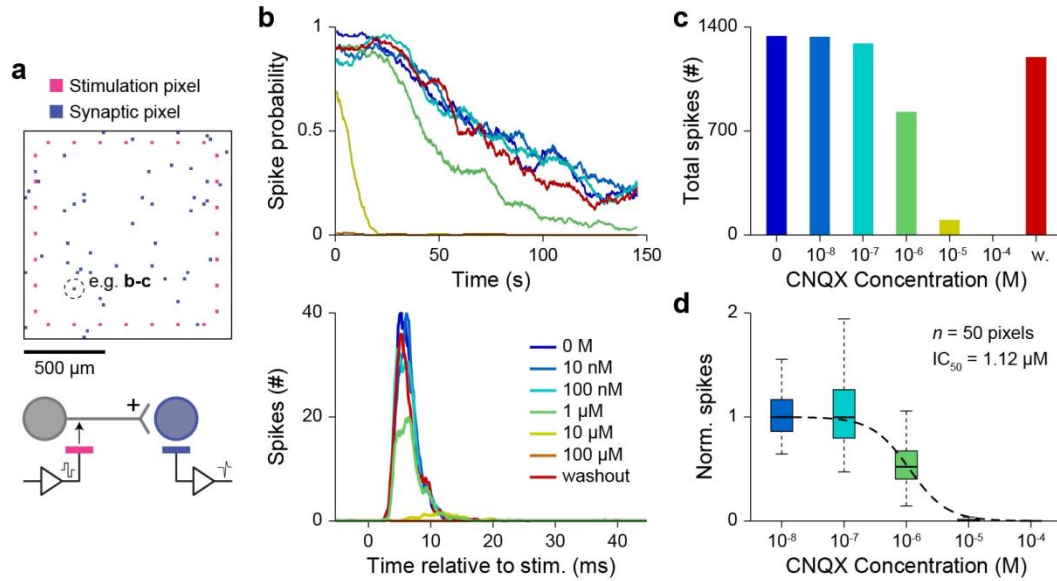 a
Stimulation pixel
Synaptic pixel
e.g. b-c
500 µm
+
b
1
0.5
0
Spike probability
0 50 100 150
Time (s)
40
20
0
Spikes (#)
0 10 20 30 40
Time relative to stim. (ms)
0 M
10 nM
100 nM
1 µM
10 µM
100 µM
washout
c
1400
700
0
Total spikes (#)
0 10⁻⁸ 10⁻⁷ 10⁻⁶ 10⁻⁵ 10⁻⁴ w.
CNQX Concentration (M)
d
2
1
0
Norm. spikes
n = 50 pixels
IC₅₀ = 1.12 µM
10⁻⁸ 10⁻⁷ 10⁻⁶ 10⁻⁵ 10⁻⁴
CNQX Concentration (M)